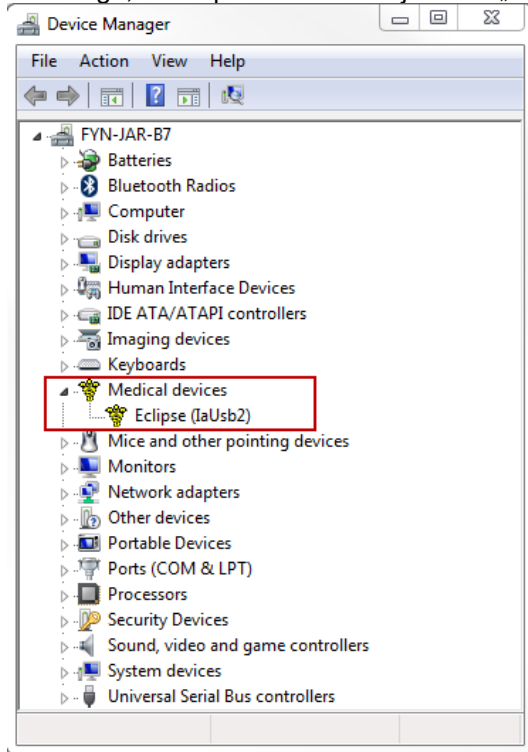 Device Manager
File Action View Help
FYN-JAR-B7
Batteries
Bluetooth Radios
Computer
Disk drives
Display adapters
Human Interface Devices
IDE ATA/ATAPI controllers
Imaging devices
Keyboards
Medical devices
Eclipse (IaUsb2)
Mice and other pointing devices
Monitors
Network adapters
Other devices
Portable Devices
Ports (COM & LPT)
Processors
Security Devices
Sound, video and game controllers
System devices
Universal Serial Bus controllers